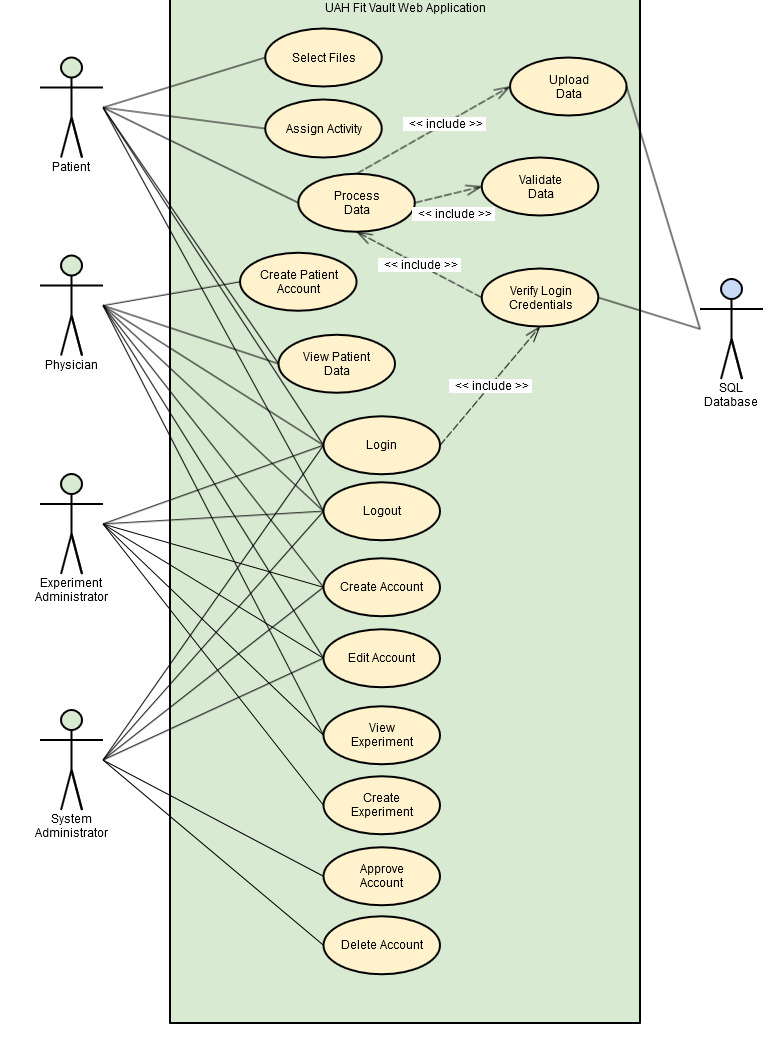 UAH Fit Vault Web Application
Select Files
Upload
Data
<< include >>
Assign Activity
Patient
Process
Data
Validate
Data
<< include >>
<< include >>
Create Patient
Account
Verify Login
Credentials
Physician
View Patient
Data
<< include >>
SQL
Database
Login
Logout
Experiment
Administrator
Create Account
Edit Account
View
Experiment
Create
Experiment
System
Administrator
Approve
Account
Delete Account